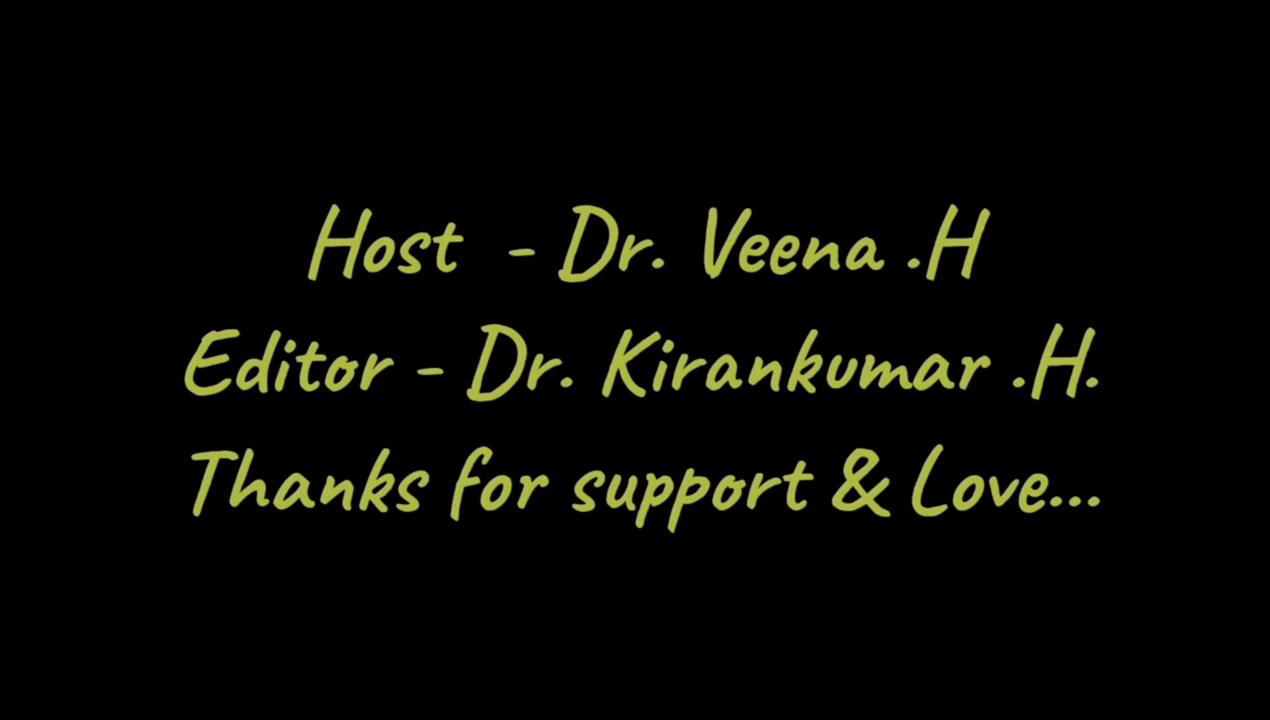 Host - Dr. Veena .H
Editor - Dr. Kirankumar .H.
Thanks for support & Love...